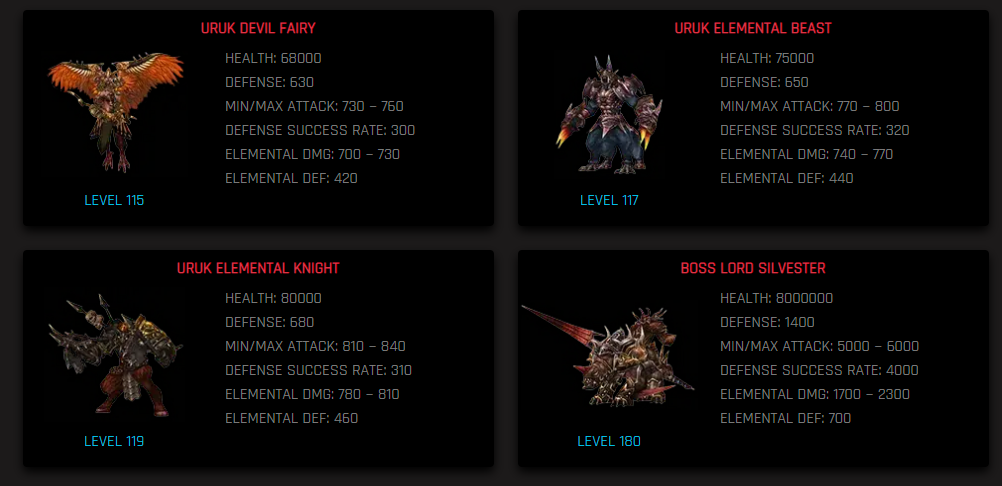 URUK DEVIL FAIRY
HEALTH: 68000
DEFENSE: 630
MIN/MAX ATTACK: 730 – 760
DEFENSE SUCCESS RATE: 300
ELEMENTAL DMG: 700 – 730
ELEMENTAL DEF: 420
LEVEL 115
URUK ELEMENTAL BEAST
HEALTH: 75000
DEFENSE: 650
MIN/MAX ATTACK: 770 – 800
DEFENSE SUCCESS RATE: 320
ELEMENTAL DMG: 740 – 770
ELEMENTAL DEF: 440
LEVEL 117
URUK ELEMENTAL KNIGHT
HEALTH: 80000
DEFENSE: 680
MIN/MAX ATTACK: 810 – 840
DEFENSE SUCCESS RATE: 310
ELEMENTAL DMG: 780 – 810
ELEMENTAL DEF: 460
LEVEL 119
BOSS LORD SILVESTER
HEALTH: 8000000
DEFENSE: 1400
MIN/MAX ATTACK: 5000 – 6000
DEFENSE SUCCESS RATE: 4000
ELEMENTAL DMG: 1700 – 2300
ELEMENTAL DEF: 700
LEVEL 180